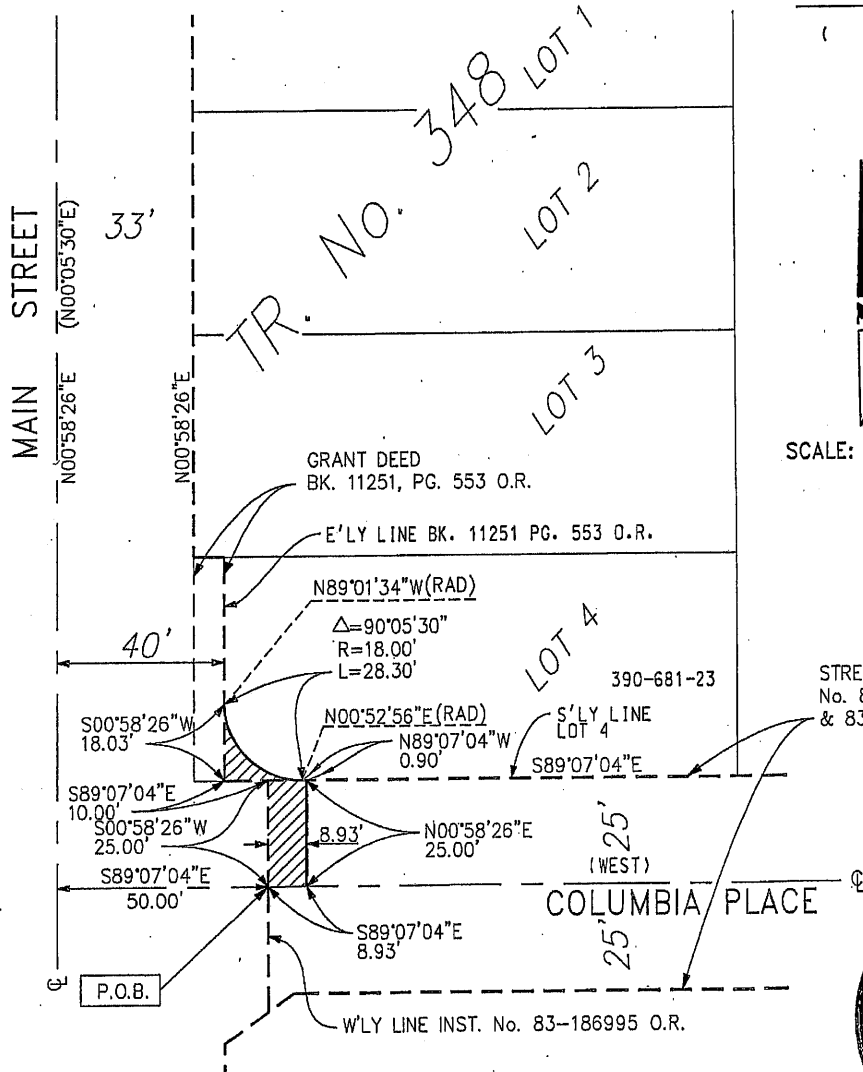 LOT 1
TR. No. 348
LOT 2
LOT 3
MAIN STREET
N00°58'26"E (N00°05'30"E)
33'
N00°58'26"E
SCALE:
GRANT DEED
BK. 11251, PG. 553 O.R.
E'LY LINE BK. 11251 PG. 553 O.R.
N89°01'34"W(RAD)
Δ=90°05'30"
R=18.00'
L=28.30'
40'
LOT 4
390-681-23
N00°52'56"E(RAD)
S'LY LINE
LOT 4
STRE
No. 8
& 83
S00°58'26"W
18.03'
N89°07'04"W
0.90'
S89°07'04"E
S89°07'04"E
10.00'
S00°58'26"W
25.00'
8.93'
N00°58'26"E
25.00'
25'
S89°07'04"E
50.00'
(WEST)
COLUMBIA PLACE
℄
S89°07'04"E
8.93'
25'
℄
P.O.B.
W'LY LINE INST. No. 83-186995 O.R.